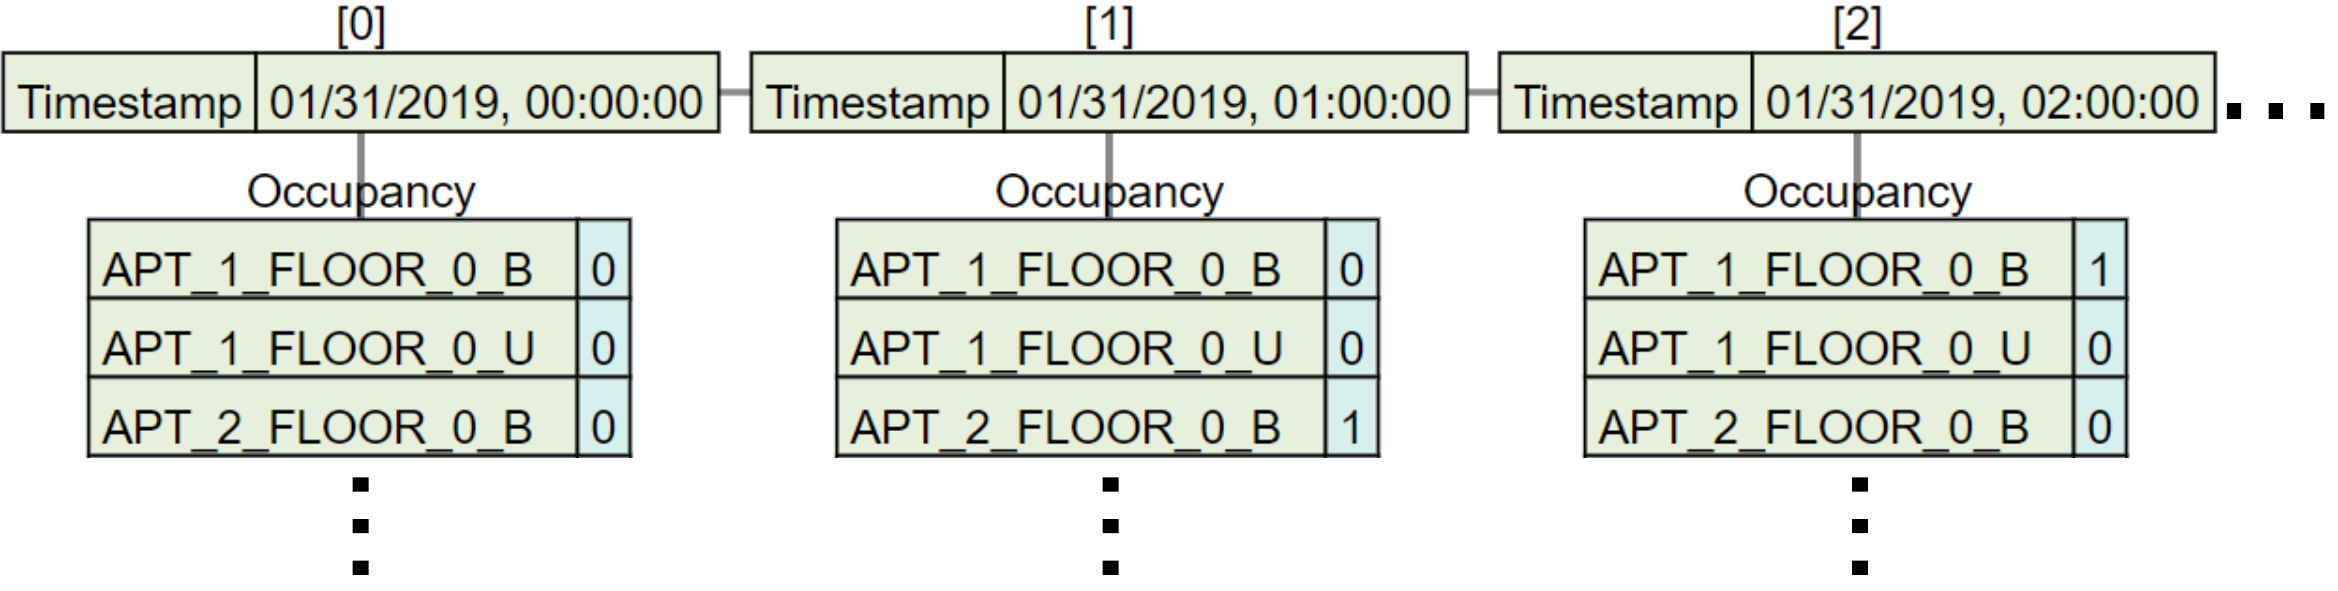 [0] [1] [2]
Timestamp 01/31/2019, 00:00:00 Timestamp 01/31/2019, 01:00:00 Timestamp 01/31/2019, 02:00:00
Occupancy Occupancy Occupancy
APT_1_FLOOR_0_B 0 APT_1_FLOOR_0_B 0 APT_1_FLOOR_0_B 1
APT_1_FLOOR_0_U 0 APT_1_FLOOR_0_U 0 APT_1_FLOOR_0_U 0
APT_2_FLOOR_0_B 0 APT_2_FLOOR_0_B 1 APT_2_FLOOR_0_B 0